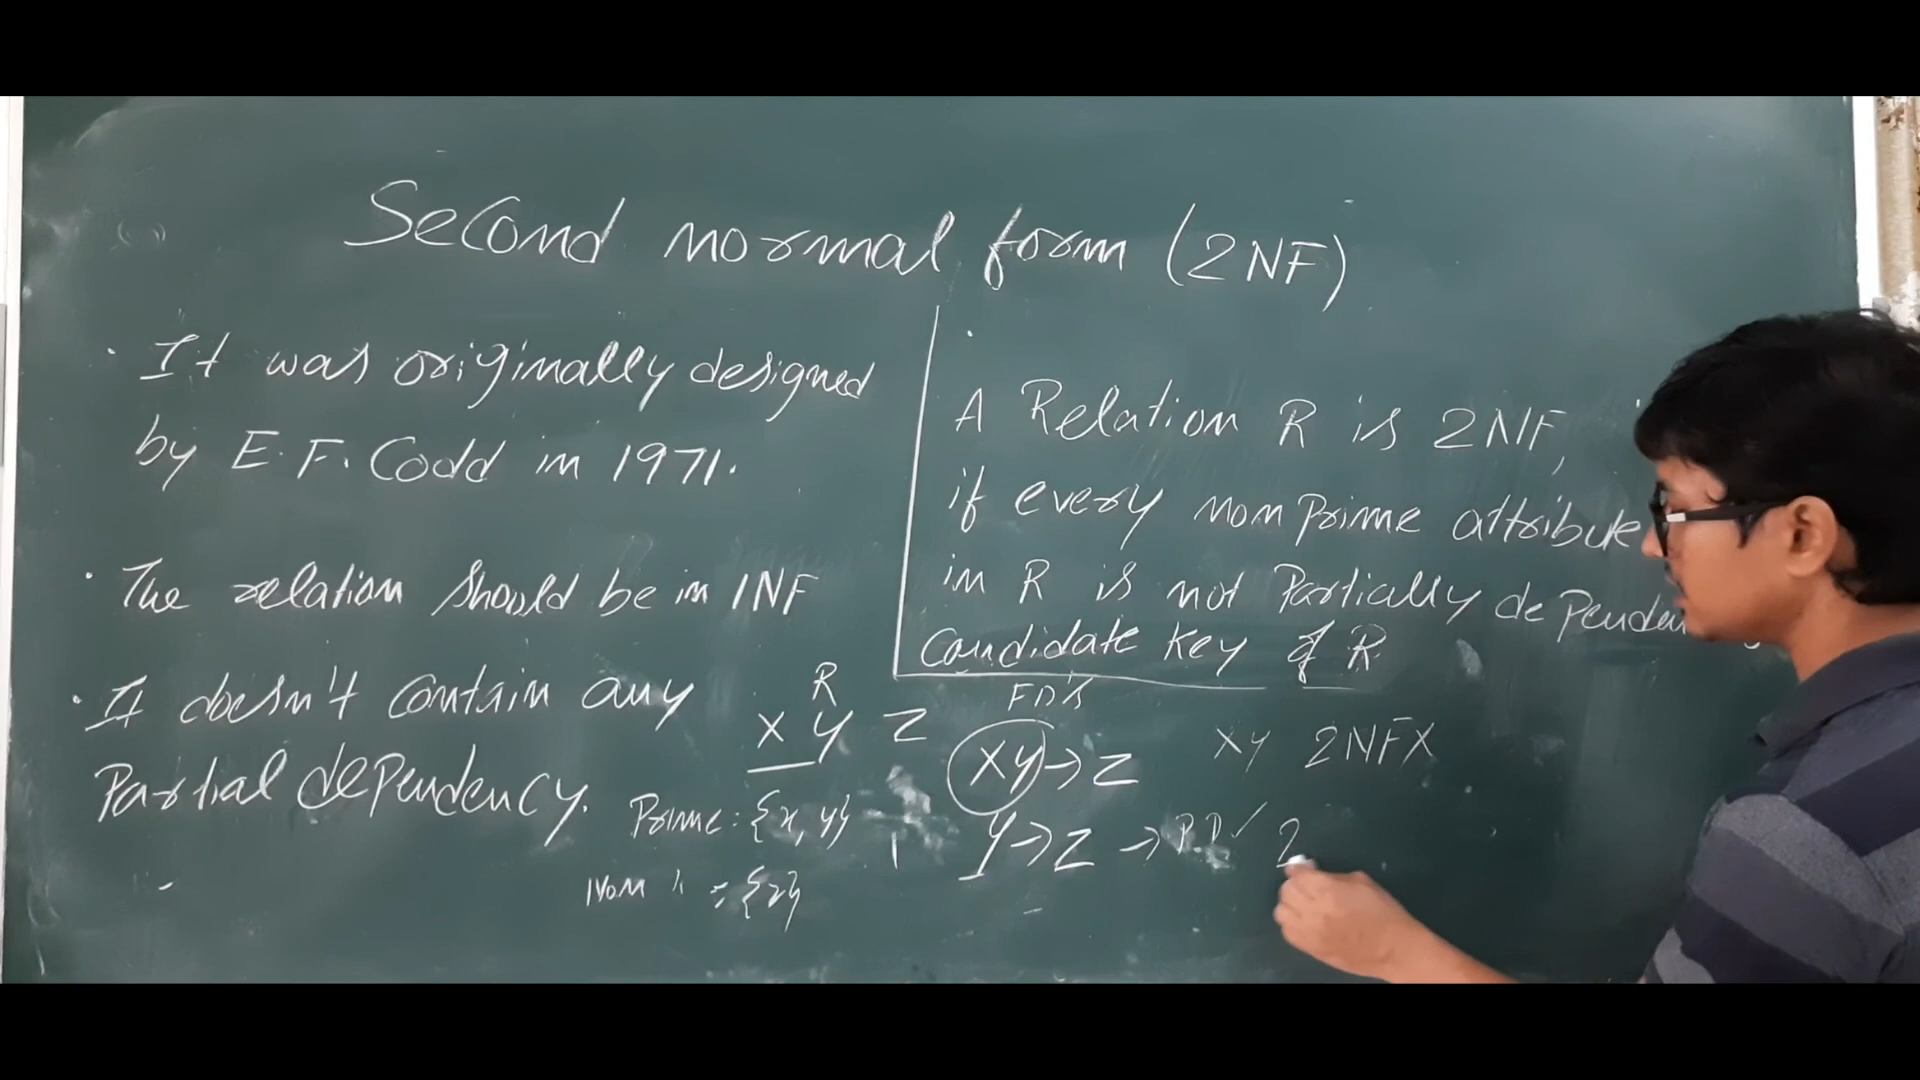 Second normal form (2NF)
· It was originally designed
by E.F. Codd in 1971.
· The relation should be in 1NF
· It doesn't contain any
Partial dependency.
A Relation R is 2NF,
if every nonprime attribute
in R is not Partially dependen
Candidate key of R
R
X Y Z
Prime: {x, y}
Non " = {z}
FD's
XY → Z
Y → Z → P.D ✓ 2
XY 2NFX